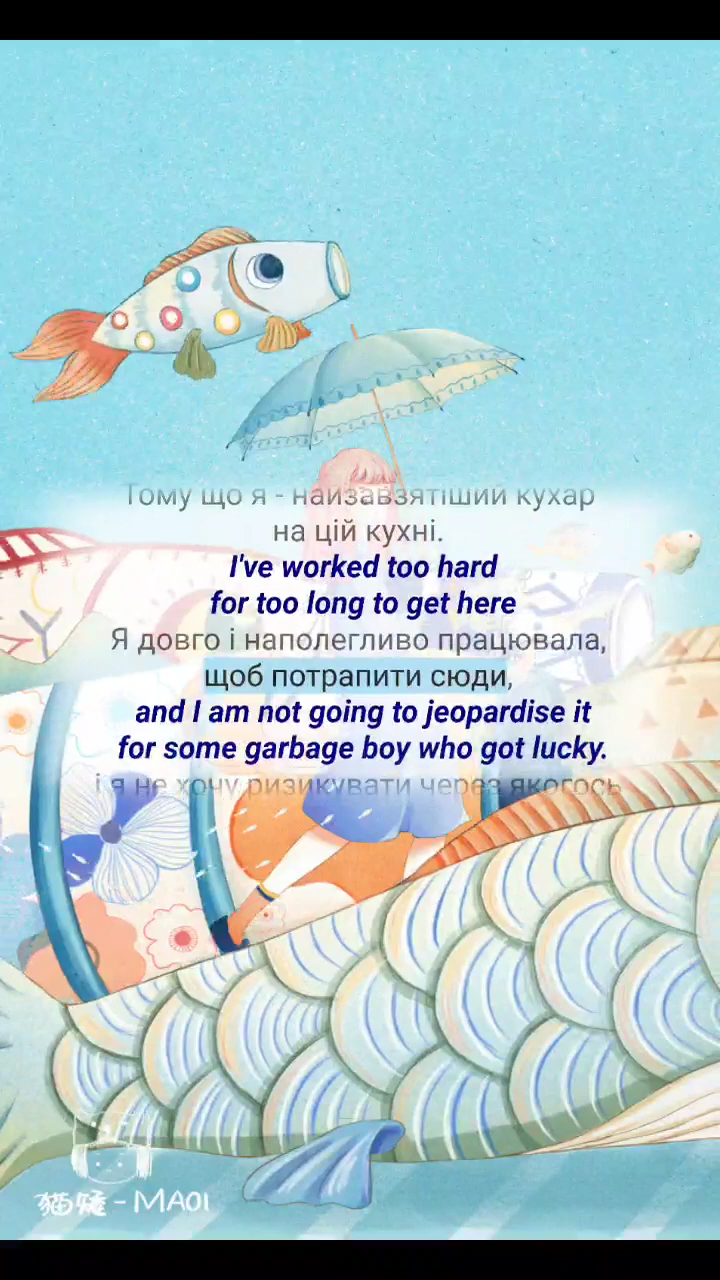 Тому що я - найзавзятіший кухар
на цій кухні.
I've worked too hard
for too long to get here
Я довго і наполегливо працювала,
щоб потрапити сюди,
and I am not going to jeopardise it
for some garbage boy who got lucky.
і я не хочу ризикувати через якогось
猫矮 - MAOI